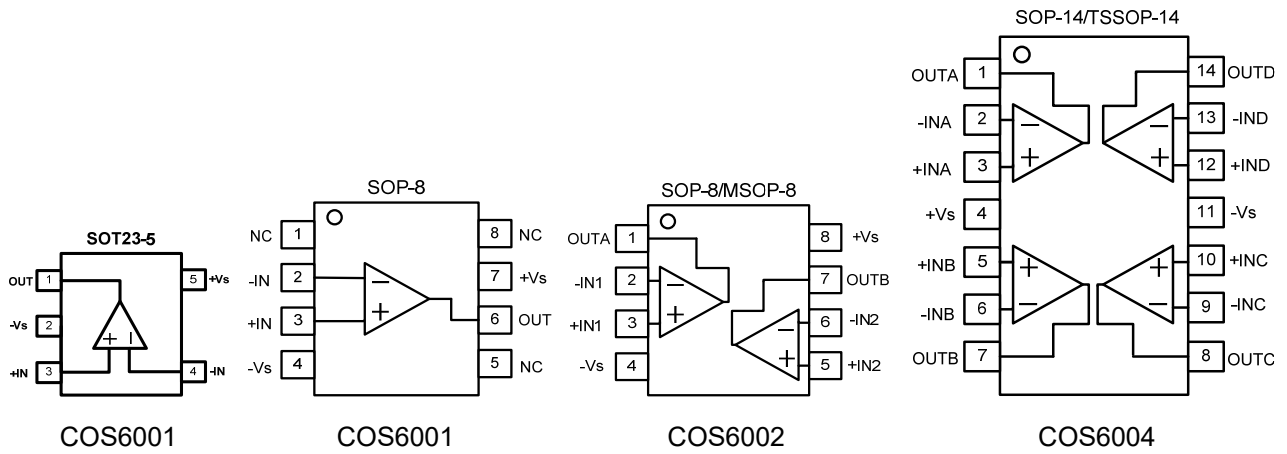 SOT23-5
OUT 1
5 +Vs
-Vs 2
+IN 3
4 -IN
+ −
COS6001
SOP-8
NC 1
8 NC
-IN 2
7 +Vs
+IN 3
6 OUT
-Vs 4
5 NC
−
+
COS6001
SOP-8/MSOP-8
OUTA 1
8 +Vs
-IN1 2
7 OUTB
+IN1 3
6 -IN2
-Vs 4
5 +IN2
−
+
−
+
COS6002
SOP-14/TSSOP-14
OUTA 1
14 OUTD
-INA 2
13 -IND
+INA 3
12 +IND
+Vs 4
11 -Vs
+INB 5
10 +INC
-INB 6
9 -INC
OUTB 7
8 OUTC
−
+
−
+
+
−
+
−
COS6004